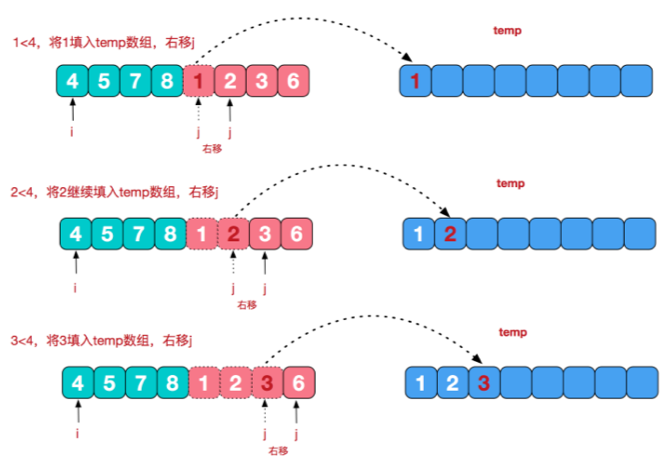 1<4，将1填入temp数组，右移j
temp
4 5 7 8 1 2 3 6
1
i
j
j
右移
2<4，将2继续填入temp数组，右移j
temp
4 5 7 8 1 2 3 6
1 2
i
j
j
右移
3<4，将3填入temp数组，右移j
temp
4 5 7 8 1 2 3 6
1 2 3
i
j
j
右移